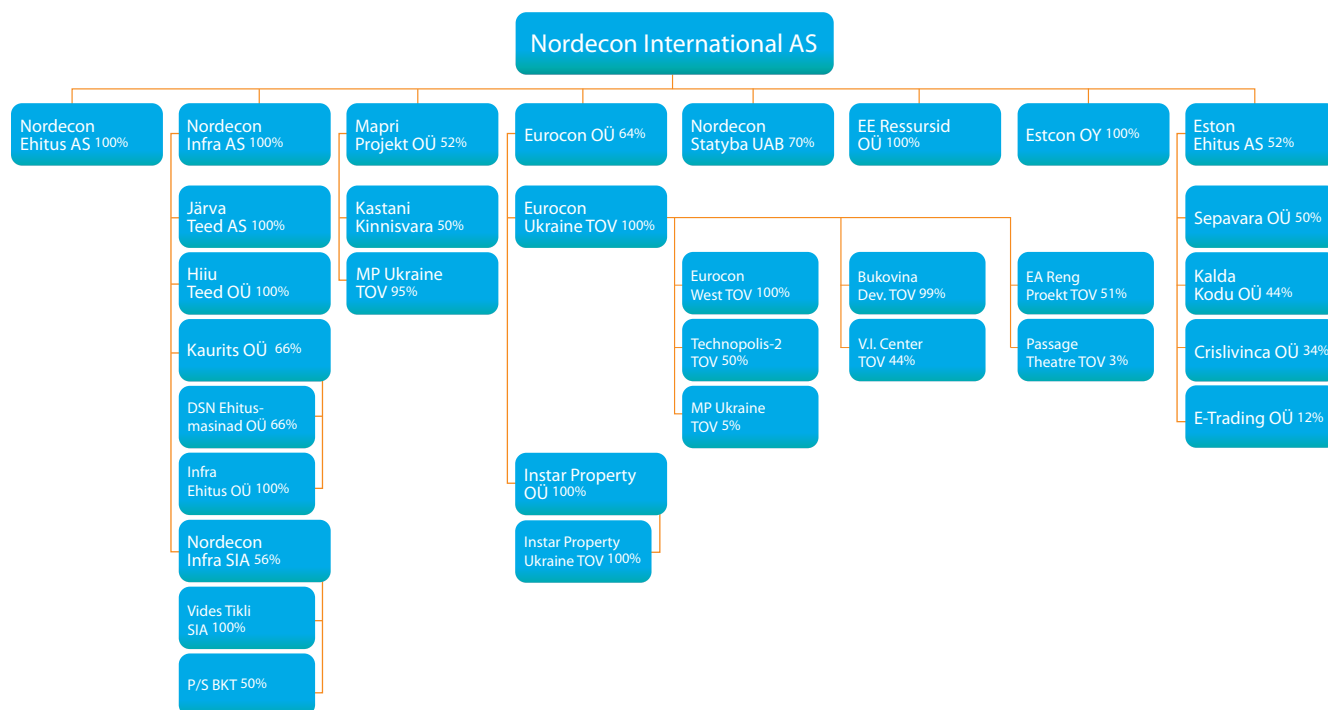 Nordecon International AS
Nordecon
Ehitus AS 100%
Nordecon
Infra AS 100%
Mapri
Projekt OÜ 52%
Eurocon OÜ 64%
Nordecon
Statyba UAB 70%
EE Ressursid
OÜ 100%
Estcon OY 100%
Eston
Ehitus AS 52%
Järva
Teed AS 100%
Kastani
Kinnisvara 50%
Eurocon
Ukraine TOV 100%
Sepavara OÜ 50%
Hiiu
Teed OÜ 100%
MP Ukraine
TOV 95%
Eurocon
West TOV 100%
Bukovina
Dev. TOV 99%
EA Reng
Proekt TOV 51%
Kalda
Kodu OÜ 44%
Kaurits OÜ 66%
Technopolis-2
TOV 50%
V.I. Center
TOV 44%
Passage
Theatre TOV 3%
Crislivinca OÜ 34%
DSN Ehitus-
masinad OÜ 66%
MP Ukraine
TOV 5%
E-Trading OÜ 12%
Infra
Ehitus OÜ 100%
Instar Property
OÜ 100%
Nordecon
Infra SIA 56%
Instar Property
Ukraine TOV 100%
Vides Tikli
SIA 100%
P/S BKT 50%